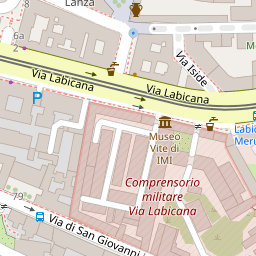 Lanza
6a
Via Iside
Via Labicana
Via Labicana
P
Museo
Vite di
IMI
Labic
Meru
Comprensorio
militare
Via Labicana
79
Via di San Giovanni